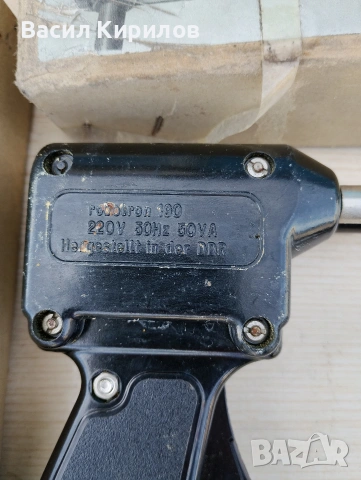 Васил Кирилов
220V 50Hz 50VA
Hergestellt in der DDR
BAZAR